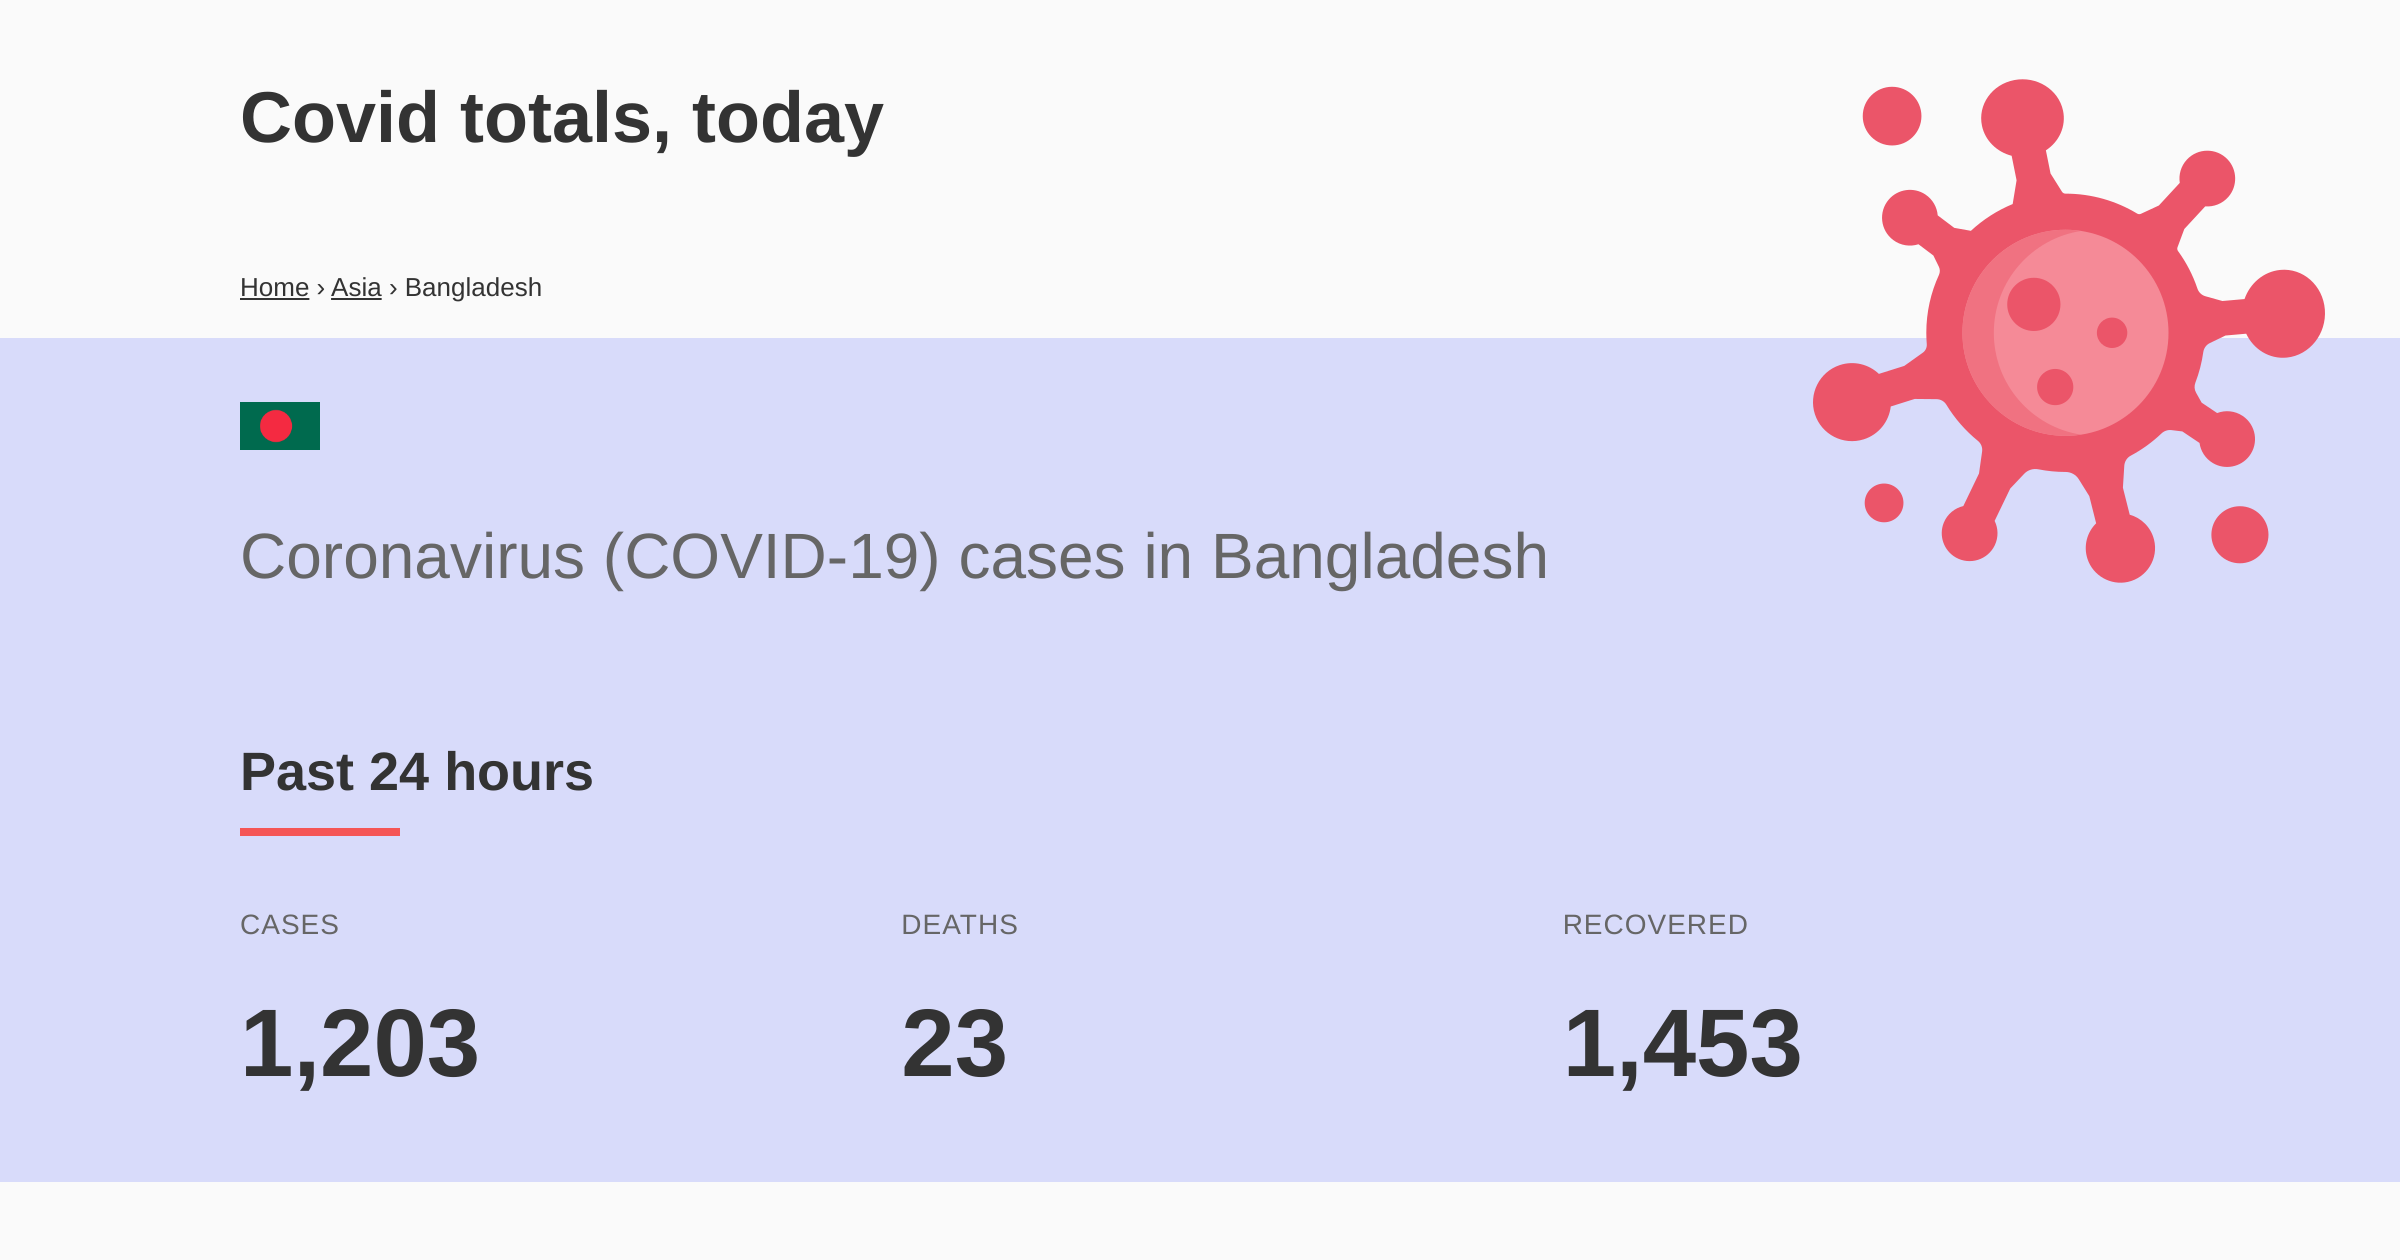 Covid totals, today
Home › Asia › Bangladesh
Coronavirus (COVID-19) cases in Bangladesh
Past 24 hours
CASES
DEATHS
RECOVERED
1,203
23
1,453